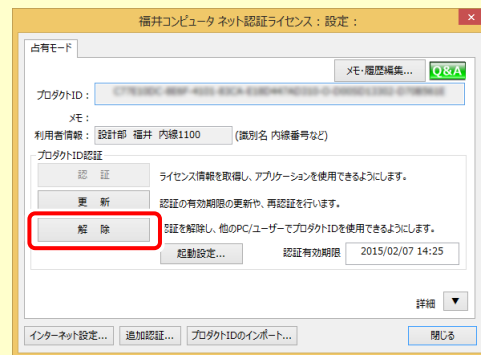 福井コンピュータ ネット認証ライセンス：設定：
占有モード
メモ・履歴編集... Q&A
プロダクトID：
メモ：
利用者情報： 設計部 福井 内線1100 (識別名 内線番号など)
プロダクトID認証
認 証 ライセンス情報を取得し、アプリケーションを使用できるようにします。
更 新 認証の有効期限の更新や、再認証を行います。
解 除 認証を解除し、他のPC/ユーザーでプロダクトIDを使用できるようにします。
起動設定... 認証有効期限 2015/02/07 14:25
詳細 ▼
インターネット設定... 追加認証... プロダクトIDのインポート... 閉じる